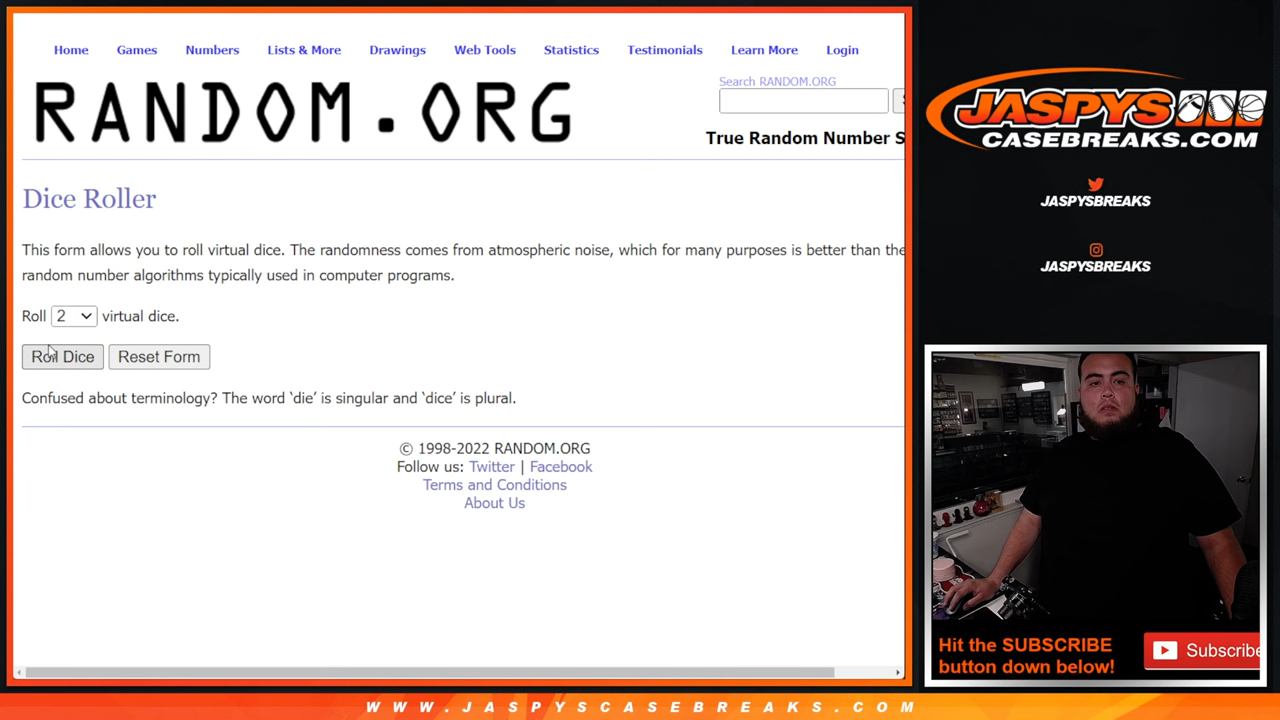 Home Games Numbers Lists & More Drawings Web Tools Statistics Testimonials Learn More Login
RANDOM.ORG
Search RANDOM.ORG
True Random Number S
Dice Roller
This form allows you to roll virtual dice. The randomness comes from atmospheric noise, which for many purposes is better than the
random number algorithms typically used in computer programs.
Roll 2 virtual dice.
Roll Dice Reset Form
Confused about terminology? The word ‘die’ is singular and ‘dice’ is plural.
© 1998-2022 RANDOM.ORG
Follow us: Twitter | Facebook
Terms and Conditions
About Us
JASPYS
CASEBREAKS.COM
JASPYSBREAKS
JASPYSBREAKS
Hit the SUBSCRIBE
button down below!
Subscribe
WWW.JASPYSCASEBREAKS.COM